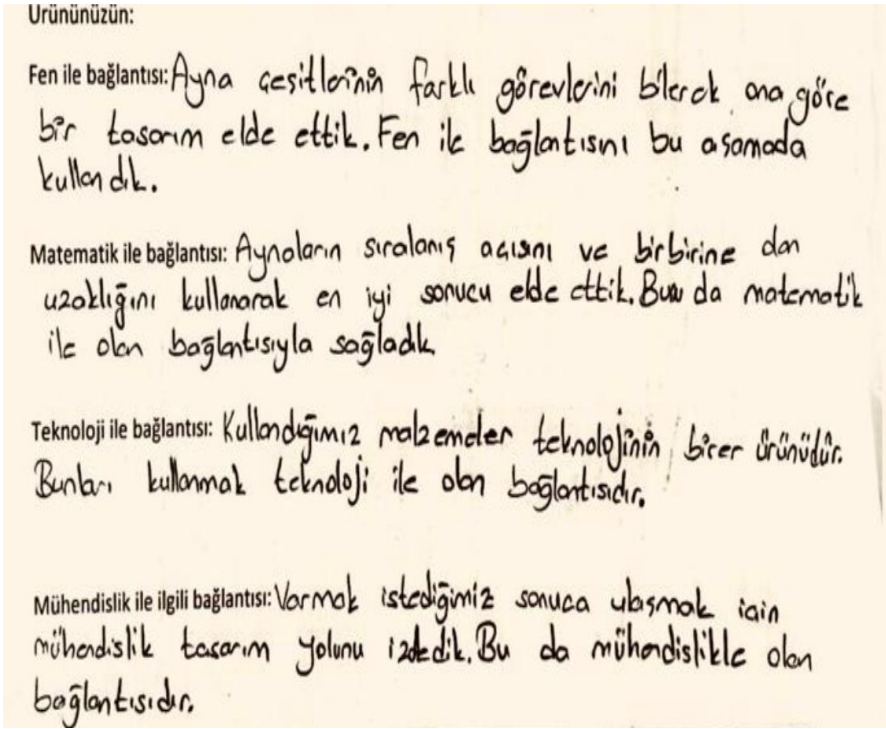 Ürününüzün:
Fen ile bağlantısı: Ayna çeşitlerinin farklı görevlerini bilerek ona göre
bir tasarım elde ettik. Fen ile bağlantısını bu aşamada
kullandık.
Matematik ile bağlantısı: Aynaların sıralanış açısını ve birbirine dan
uzaklığını kullanarak en iyi sonucu elde ettik. Bunu da matematik
ile olan bağlantısıyla sağladık
Teknoloji ile bağlantısı: Kullandığımız malzemeler teknolojinin birer ürünüdür.
Bunları kullanmak teknoloji ile olan bağlantısıdır.
Mühendislik ile ilgili bağlantısı: Varmak istediğimiz sonuca ulaşmak için
mühendislik tasarım yolunu izledik. Bu da mühendislikle olan
bağlantısıdır.